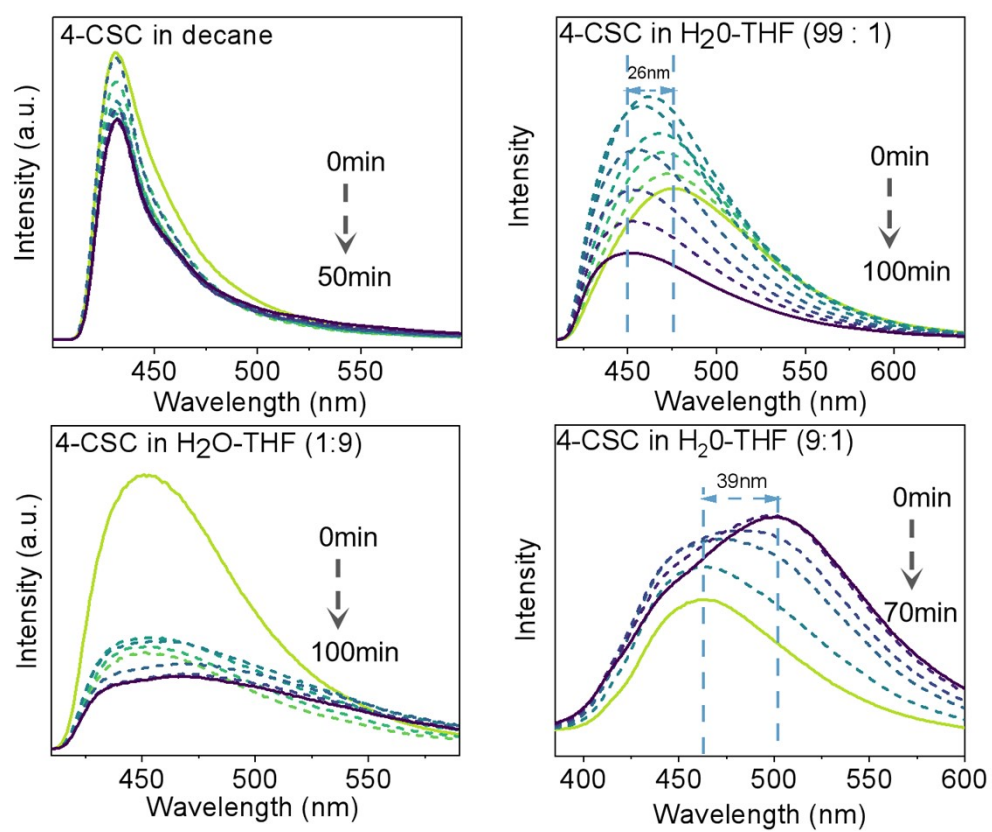 4-CSC in decane
0min
50min
Intensity (a.u.)
450 500 550
Wavelength (nm)
4-CSC in H20-THF (99 : 1)
26nm
0min
100min
Intensity
450 500 550 600
Wavelength (nm)
4-CSC in H2O-THF (1:9)
0min
100min
Intensity (a.u.)
450 500 550
Wavelength (nm)
4-CSC in H20-THF (9:1)
39nm
0min
70min
Intensity
400 450 500 550 600
Wavelength (nm)